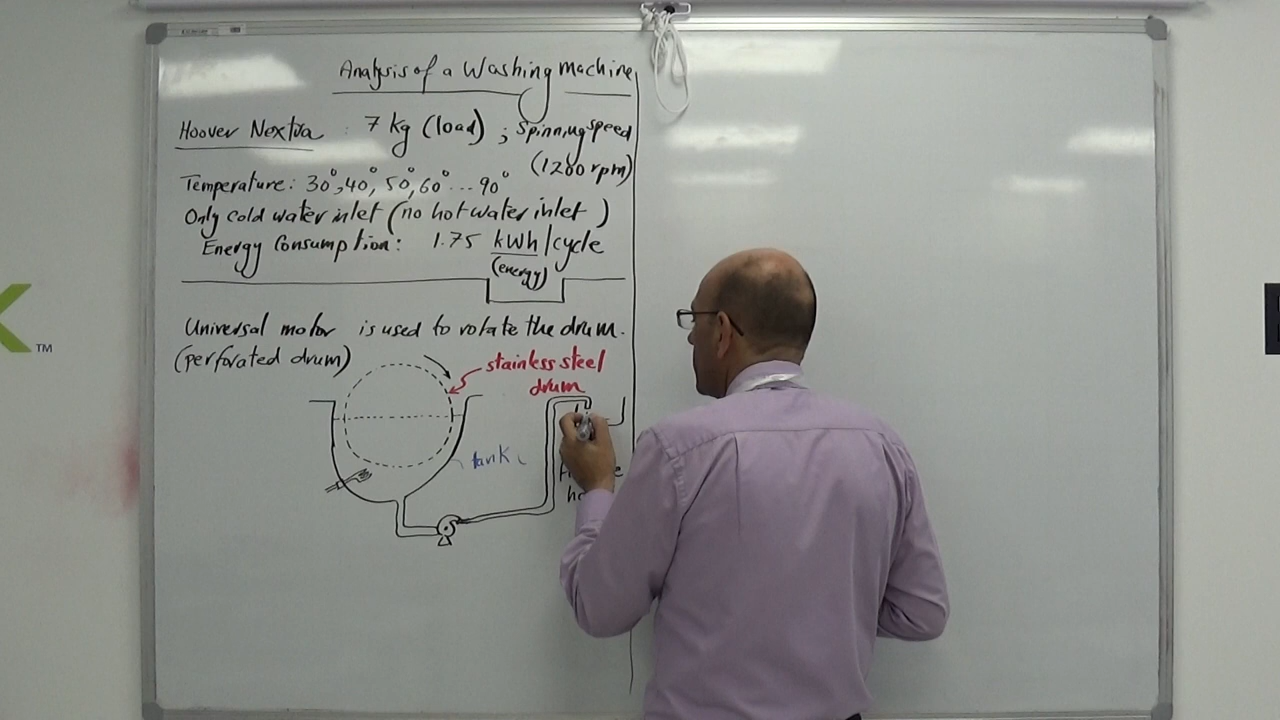 Analysis of a Washing machine
Hoover Nextra : 7 kg (load) ; Spinning speed
(1200 rpm)
Temperature: 30°, 40°, 50°, 60° ... 90°
Only cold water inlet (no hot water inlet )
Energy Consumption: 1.75 kWh/cycle
(energy)
Universal motor is used to rotate the drum.
(perforated drum)
stainless steel
drum
tank
TM